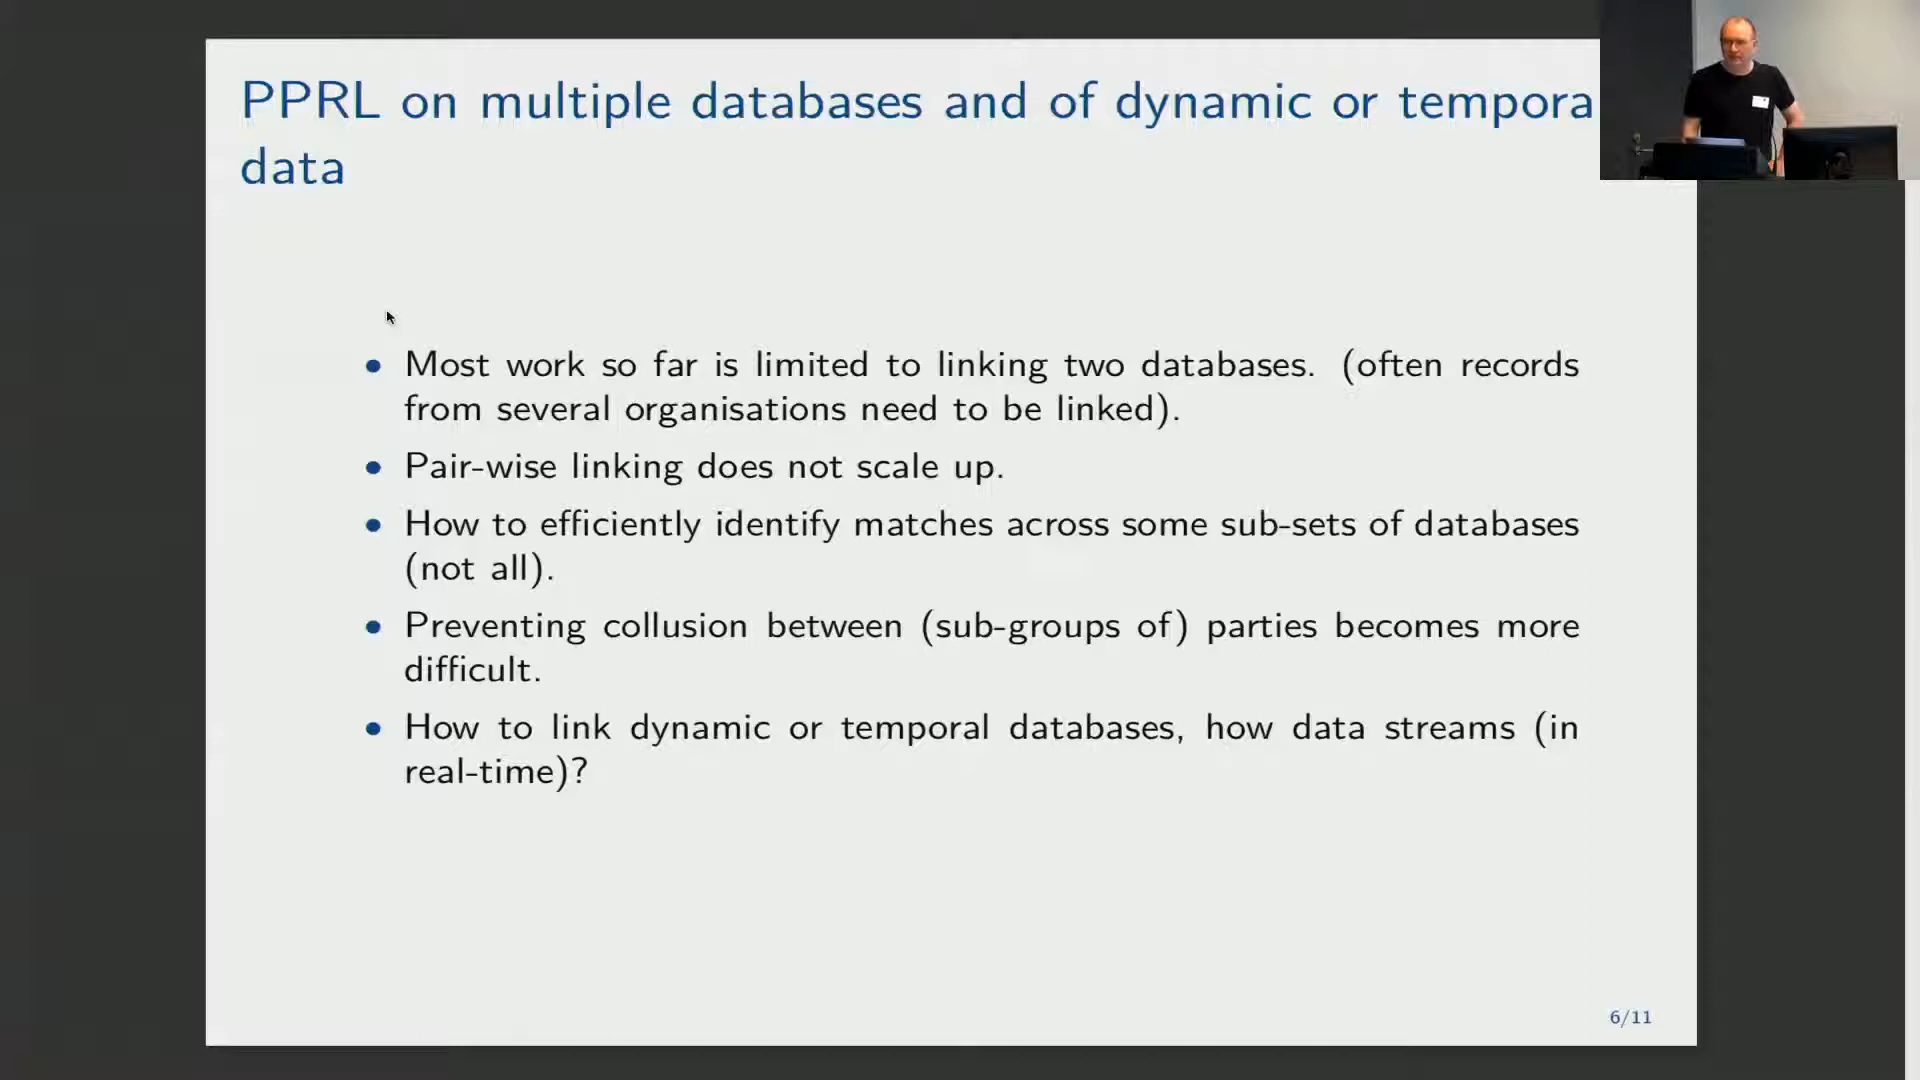 PPRL on multiple databases and of dynamic or tempora
data
• Most work so far is limited to linking two databases. (often records
from several organisations need to be linked).
• Pair-wise linking does not scale up.
• How to efficiently identify matches across some sub-sets of databases
(not all).
• Preventing collusion between (sub-groups of) parties becomes more
difficult.
• How to link dynamic or temporal databases, how data streams (in
real-time)?
6/11